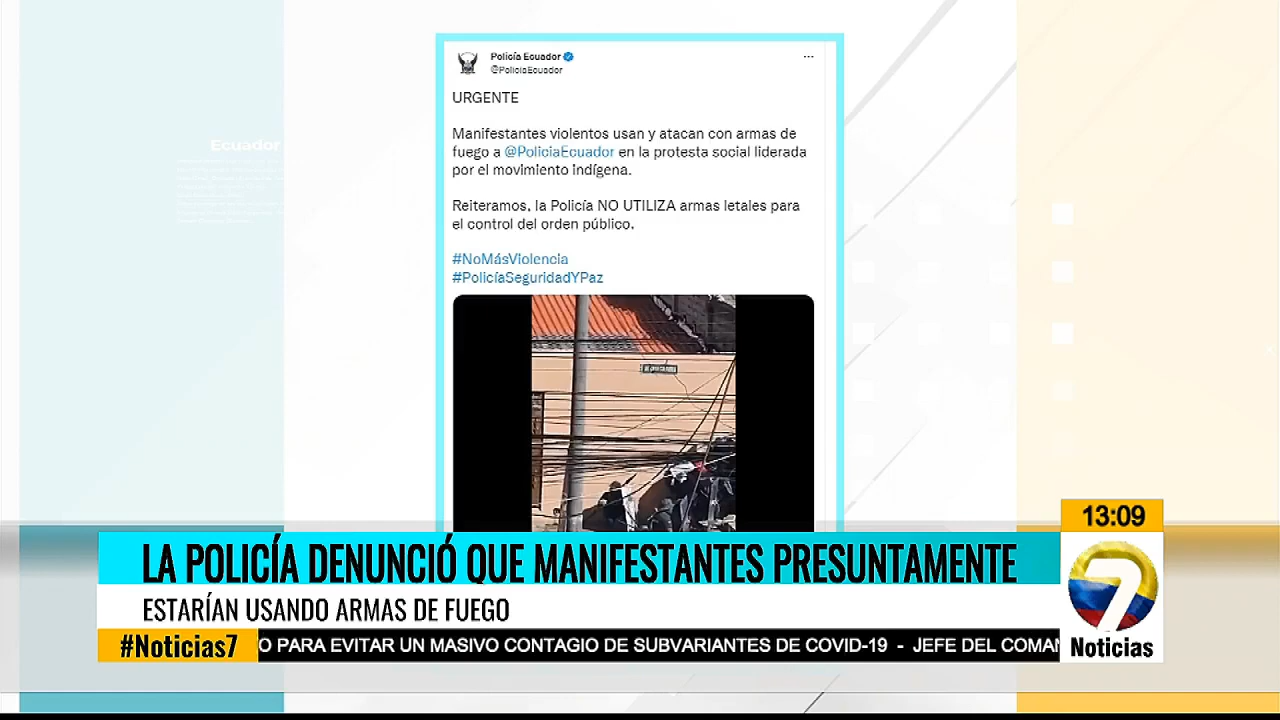 Policía Ecuador
@PoliciaEcuador
URGENTE
Manifestantes violentos usan y atacan con armas de
fuego a @PoliciaEcuador en la protesta social liderada
por el movimiento indígena.
Reiteramos, la Policía NO UTILIZA armas letales para
el control del orden público.
#NoMásViolencia
#PolicíaSeguridadYPaz
Ecuador
13:09
LA POLICÍA DENUNCIÓ QUE MANIFESTANTES PRESUNTAMENTE
ESTARÍAN USANDO ARMAS DE FUEGO
7
Noticias
#Noticias7
O PARA EVITAR UN MASIVO CONTAGIO DE SUBVARIANTES DE COVID-19 - JEFE DEL COMAN